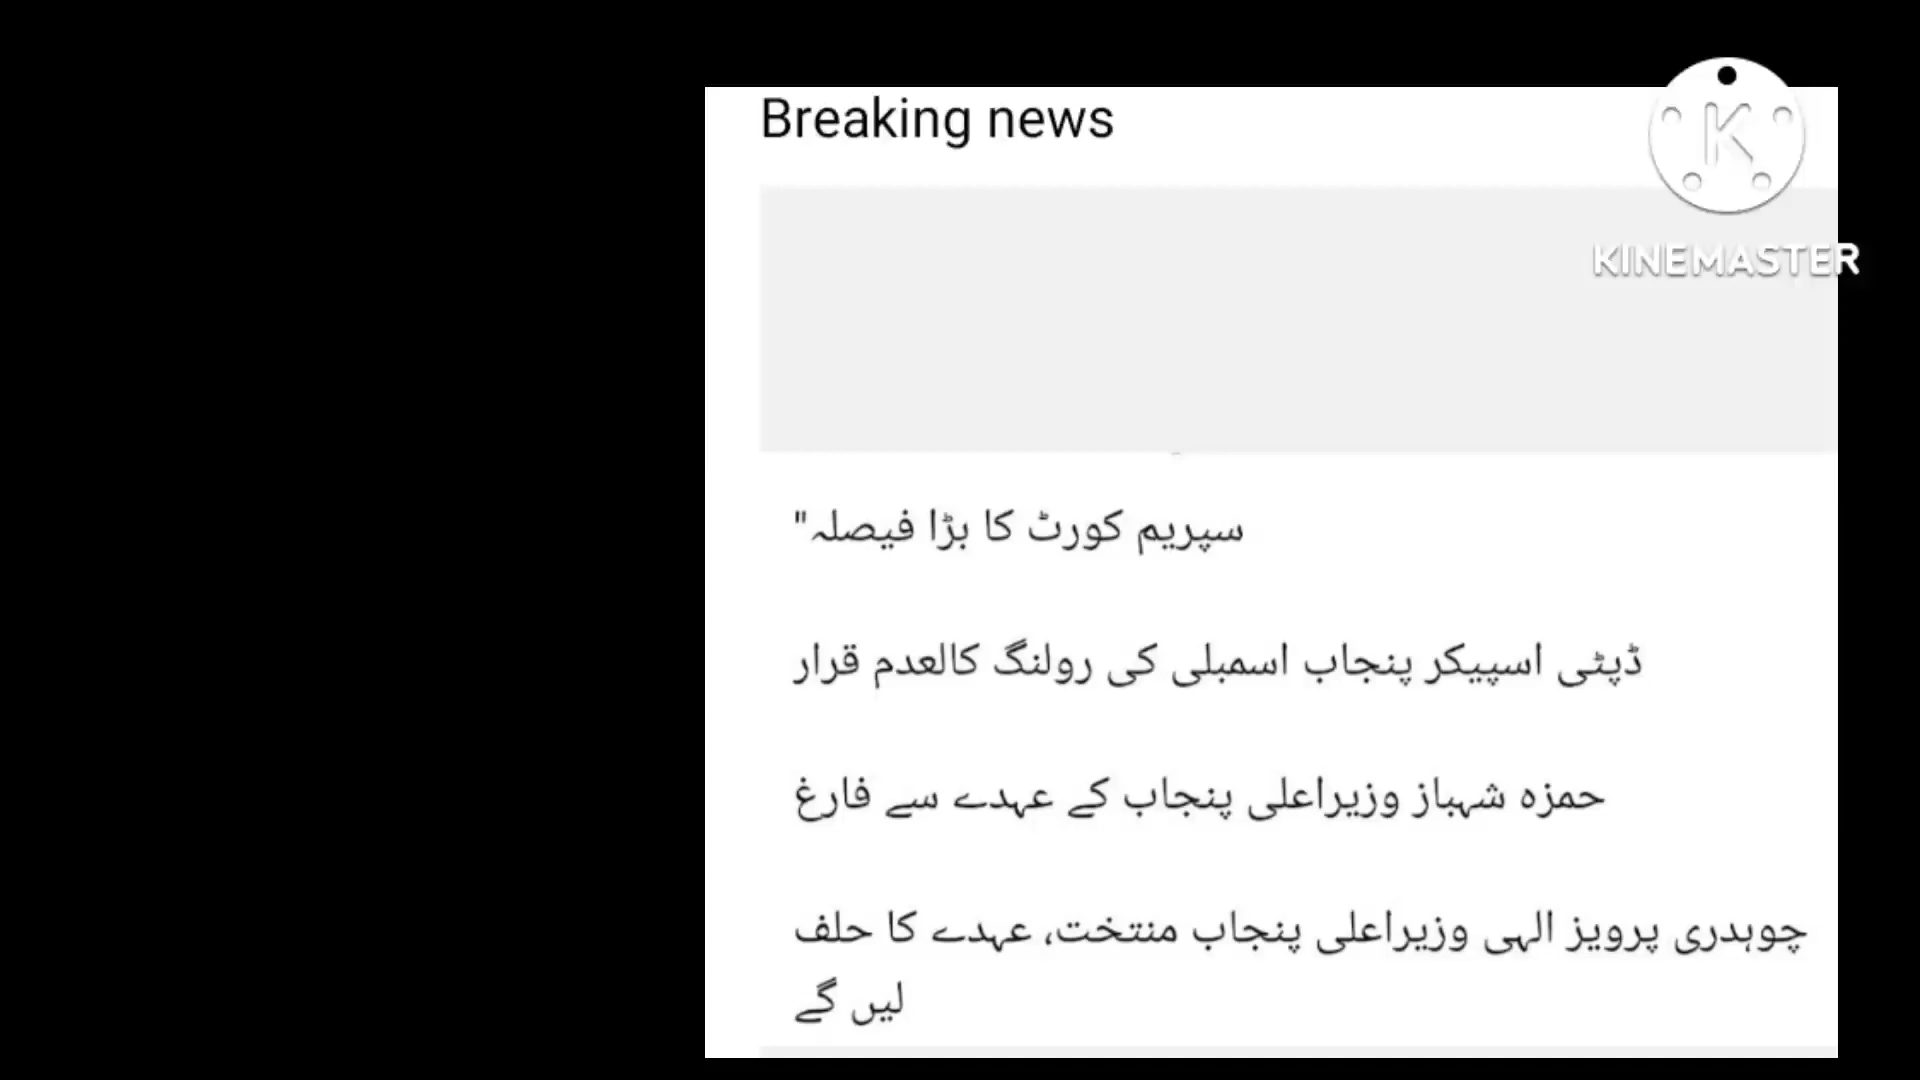 Breaking news
KINEMASTER
سپریم کورٹ کا بڑا فیصلہ"
ڈپٹی اسپیکر پنجاب اسمبلی کی رولنگ کالعدم قرار
حمزہ شہباز وزیراعلی پنجاب کے عہدے سے فارغ
چوہدری پرویز الہی وزیراعلی پنجاب منتخت، عہدے کا حلف
لیں گے